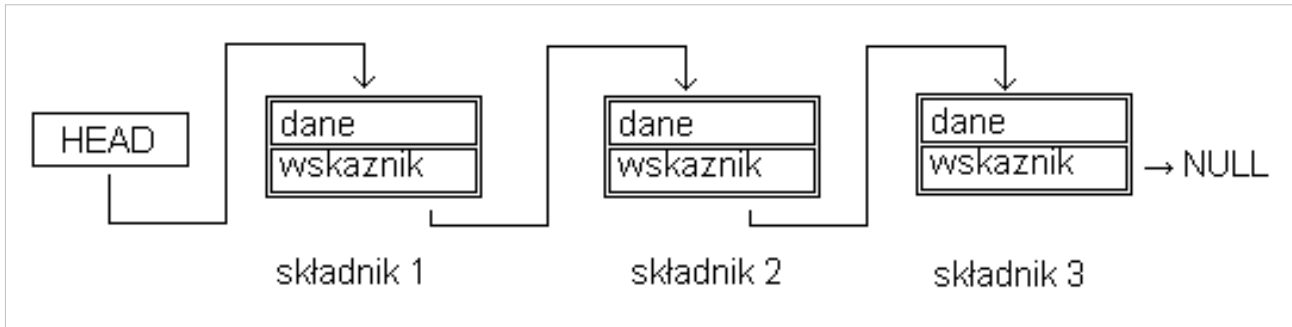 HEAD
dane
wskaznik
składnik 1
dane
wskaznik
składnik 2
dane
wskaznik
składnik 3
→ NULL